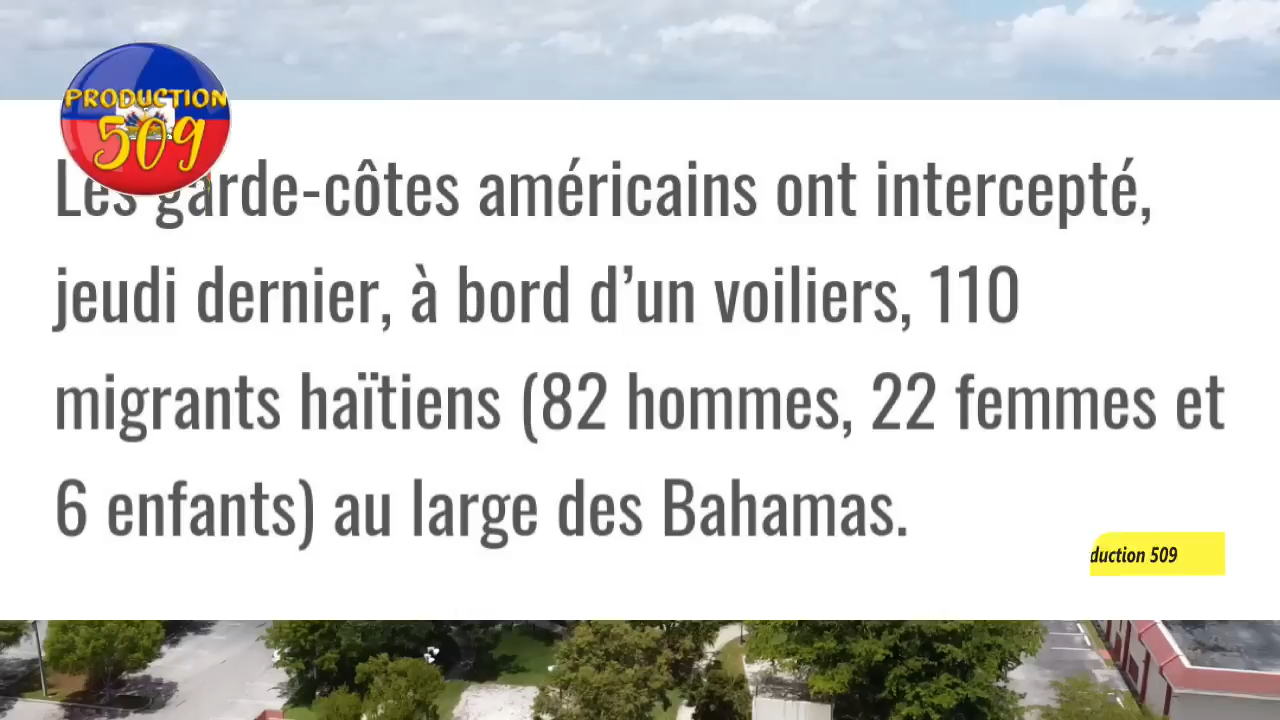 PRODUCTION
509
Les garde-côtes américains ont intercepté,
jeudi dernier, à bord d’un voiliers, 110
migrants haïtiens (82 hommes, 22 femmes et
6 enfants) au large des Bahamas.
duction 509